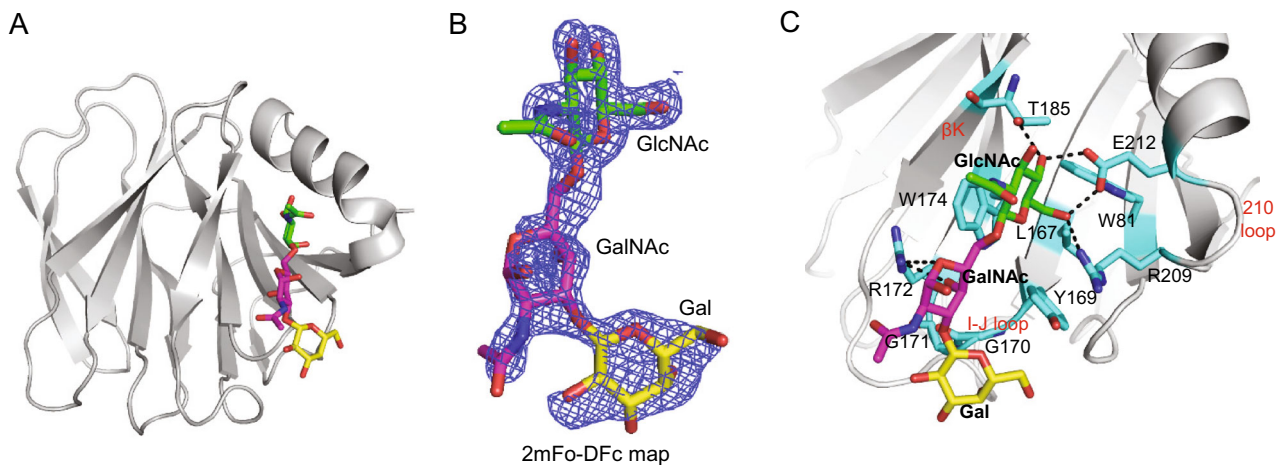 A
B
GlcNAc
GalNAc
Gal
2mFo-DFc map
C
T185
βK
GlcNAc
E212
W174
W81
210
loop
L167
GalNAc
R209
R172
Y169
I-J loop
G171
G170
Gal